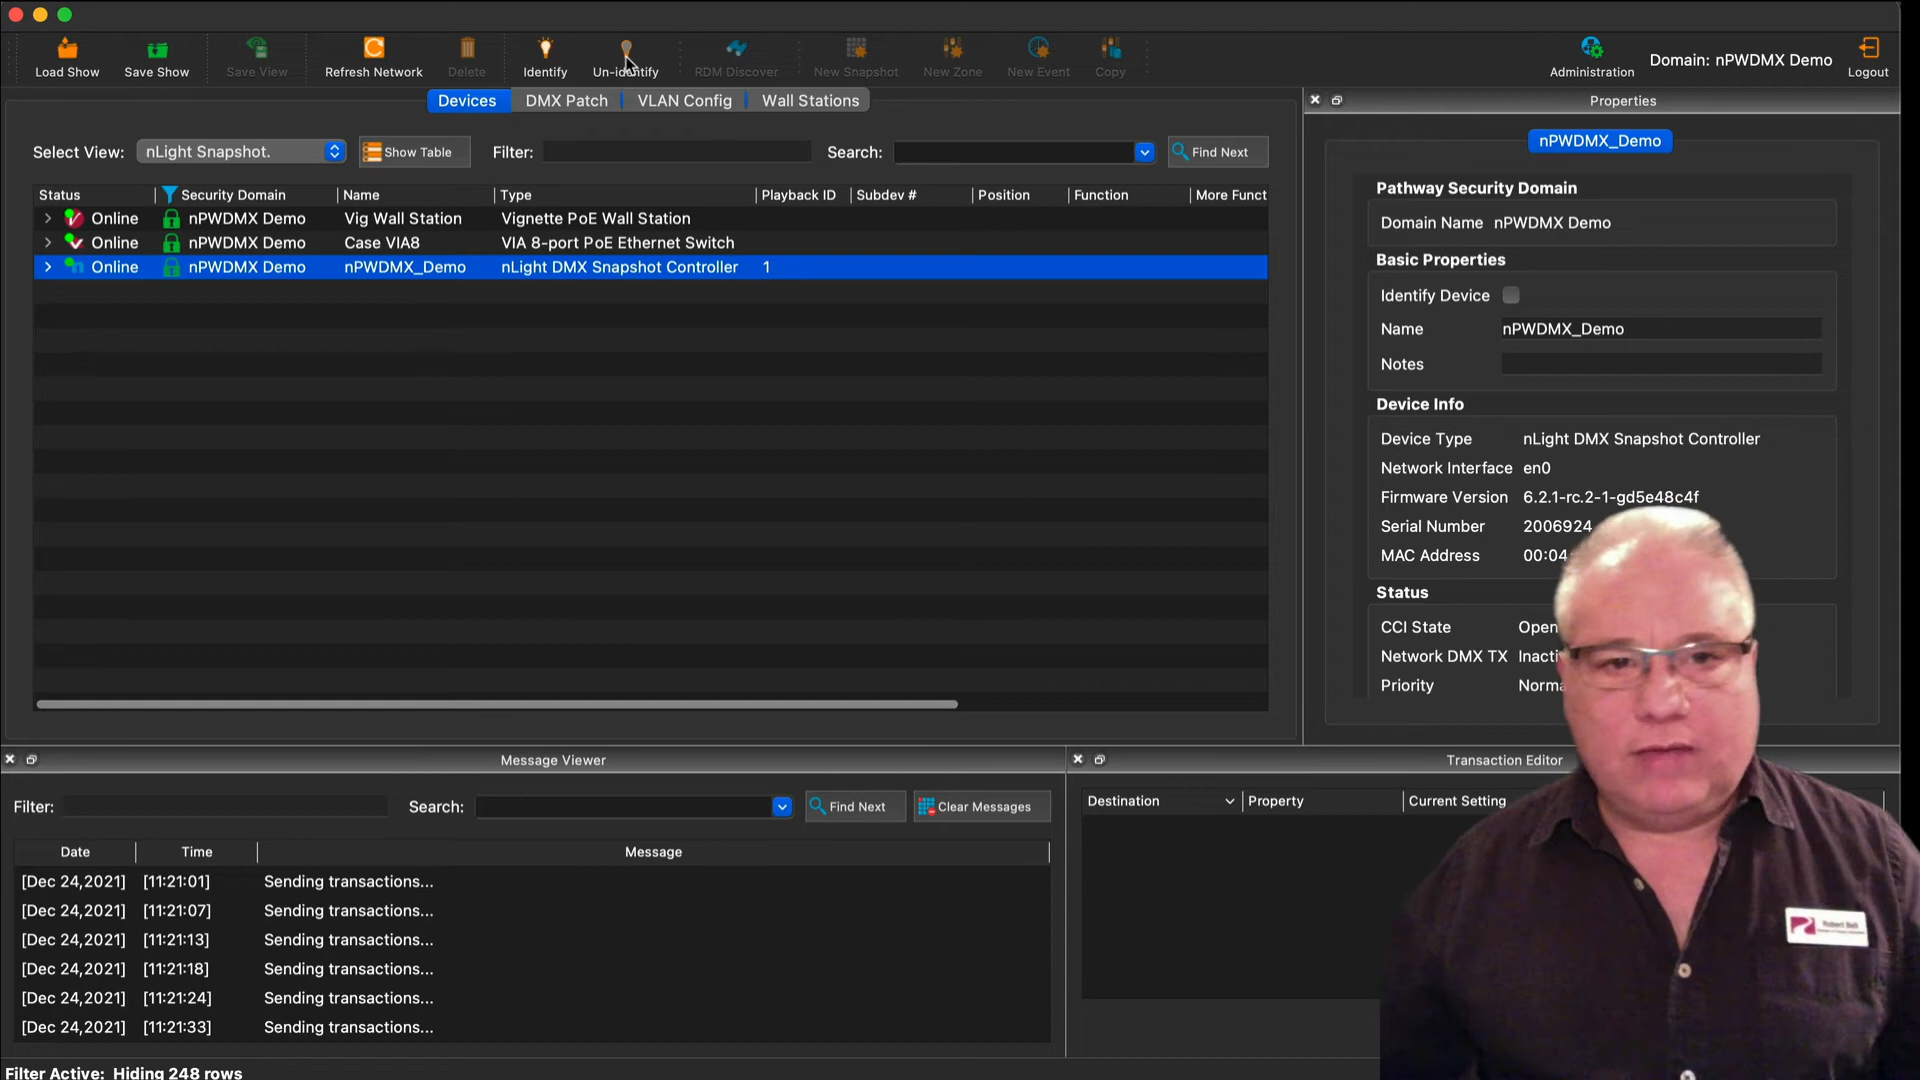 Load Show
Save Show
Save View
Refresh Network
Delete
Identify
Un-identify
RDM Discover
New Snapshot
New Zone
New Event
Copy
Administration
Domain: nPWDMX Demo
Logout
Devices
DMX Patch
VLAN Config
Wall Stations
Properties
Select View:
nLight Snapshot.
Show Table
Filter:
Search:
Find Next
Status Security Domain Name Type Playback ID Subdev # Position Function More Funct
Online nPWDMX Demo Vig Wall Station Vignette PoE Wall Station
Online nPWDMX Demo Case VIA8 VIA 8-port PoE Ethernet Switch
Online nPWDMX Demo nPWDMX_Demo nLight DMX Snapshot Controller 1
nPWDMX_Demo
Pathway Security Domain
Domain Name nPWDMX Demo
Basic Properties
Identify Device
Name nPWDMX_Demo
Notes
Device Info
Device Type nLight DMX Snapshot Controller
Network Interface en0
Firmware Version 6.2.1-rc.2-1-gd5e48c4f
Serial Number 2006924
MAC Address 00:04
Status
CCI State Open
Network DMX TX Inacti
Priority Norma
Message Viewer
Filter:
Search:
Find Next
Clear Messages
Date Time Message
[Dec 24,2021] [11:21:01] Sending transactions...
[Dec 24,2021] [11:21:07] Sending transactions...
[Dec 24,2021] [11:21:13] Sending transactions...
[Dec 24,2021] [11:21:18] Sending transactions...
[Dec 24,2021] [11:21:24] Sending transactions...
[Dec 24,2021] [11:21:33] Sending transactions...
Transaction Editor
Destination Property Current Setting
Robert Bell
Filter Active: Hiding 248 rows